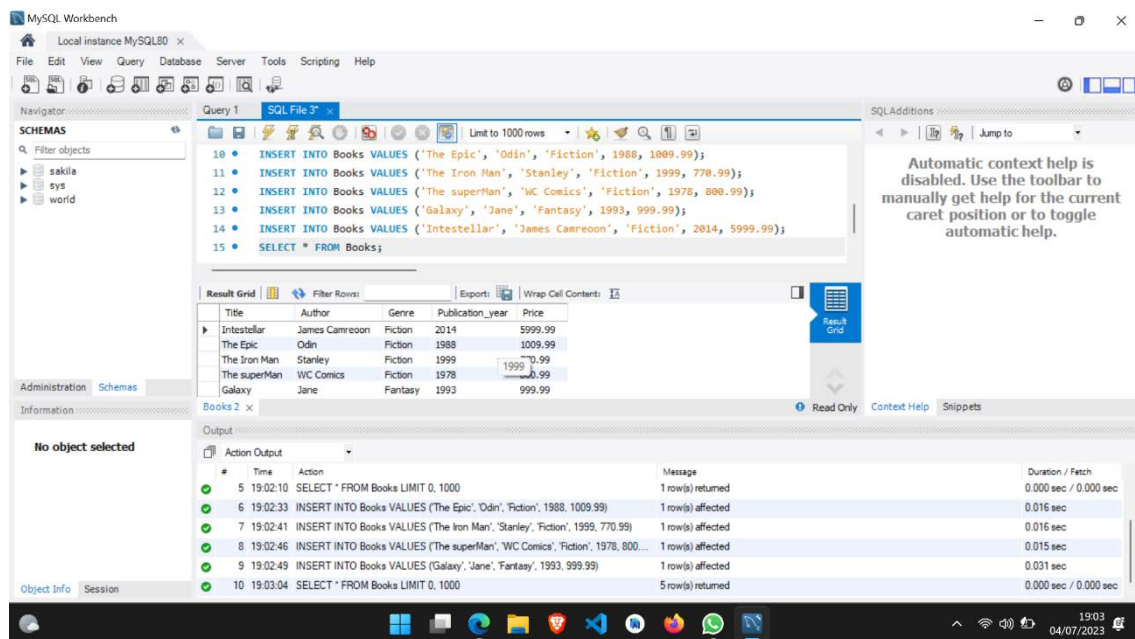 MySQL Workbench
Local instance MySQL80
File Edit View Query Database Server Tools Scripting Help
Navigator
SCHEMAS
Filter objects
sakila
sys
world
Administration Schemas
Information
No object selected
Object Info Session
Query 1 SQL File 3*
Limit to 1000 rows
10 INSERT INTO Books VALUES ('The Epic', 'Odin', 'Fiction', 1988, 1009.99);
11 INSERT INTO Books VALUES ('The Iron Man', 'Stanley', 'Fiction', 1999, 770.99);
12 INSERT INTO Books VALUES ('The superMan', 'WC Comics', 'Fiction', 1978, 800.99);
13 INSERT INTO Books VALUES ('Galaxy', 'Jane', 'Fantasy', 1993, 999.99);
14 INSERT INTO Books VALUES ('Intestellar', 'James Camreoon', 'Fiction', 2014, 5999.99);
15 SELECT * FROM Books;
Result Grid Filter Rows: Export: Wrap Cell Content:
Title Author Genre Publication_year Price
Intestellar James Camreoon Fiction 2014 5999.99
The Epic Odin Fiction 1988 1009.99
The Iron Man Stanley Fiction 1999
The superMan WC Comics Fiction 1978
1999
Galaxy Jane Fantasy 1993 999.99
Result
Grid
Books 2
Read Only
SQLAdditions
Jump to
Automatic context help is
disabled. Use the toolbar to
manually get help for the current
caret position or to toggle
automatic help.
Context Help Snippets
Output
Action Output
# Time Action Message Duration / Fetch
5 19:02:10 SELECT * FROM Books LIMIT 0, 1000 1 row(s) returned 0.000 sec / 0.000 sec
6 19:02:33 INSERT INTO Books VALUES ('The Epic', 'Odin', 'Fiction', 1988, 1009.99) 1 row(s) affected 0.016 sec
7 19:02:41 INSERT INTO Books VALUES ('The Iron Man', 'Stanley', 'Fiction', 1999, 770.99) 1 row(s) affected 0.016 sec
8 19:02:46 INSERT INTO Books VALUES ('The superMan', 'WC Comics', 'Fiction', 1978, 800.... 1 row(s) affected 0.015 sec
9 19:02:49 INSERT INTO Books VALUES ('Galaxy', 'Jane', 'Fantasy', 1993, 999.99) 1 row(s) affected 0.031 sec
10 19:03:04 SELECT * FROM Books LIMIT 0, 1000 5 row(s) returned 0.000 sec / 0.000 sec
19:03
04/07/2023